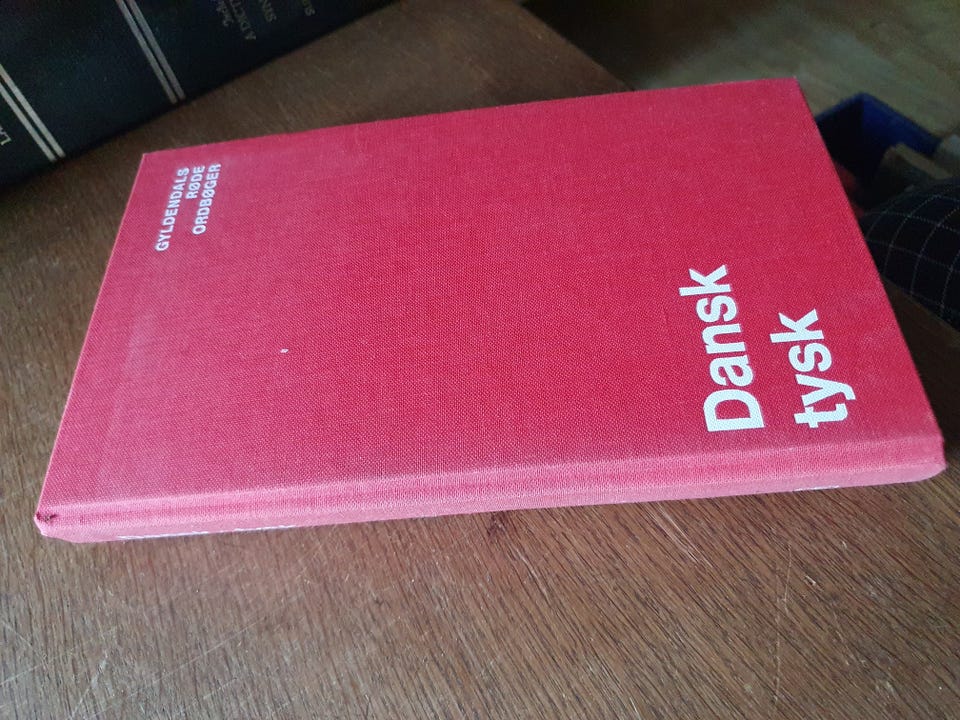 GYLDENDALS
RØDE
ORDBØGER
Dansk
tysk